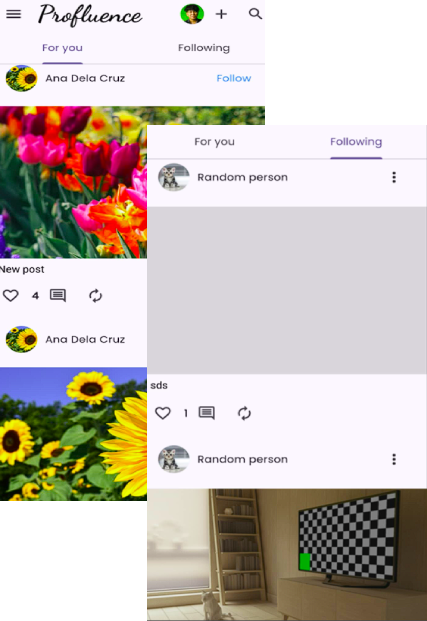 Profluence
For you Following
Ana Dela Cruz Follow
New post
4
Ana Dela Cruz
For you Following
Random person
sds
1
Random person